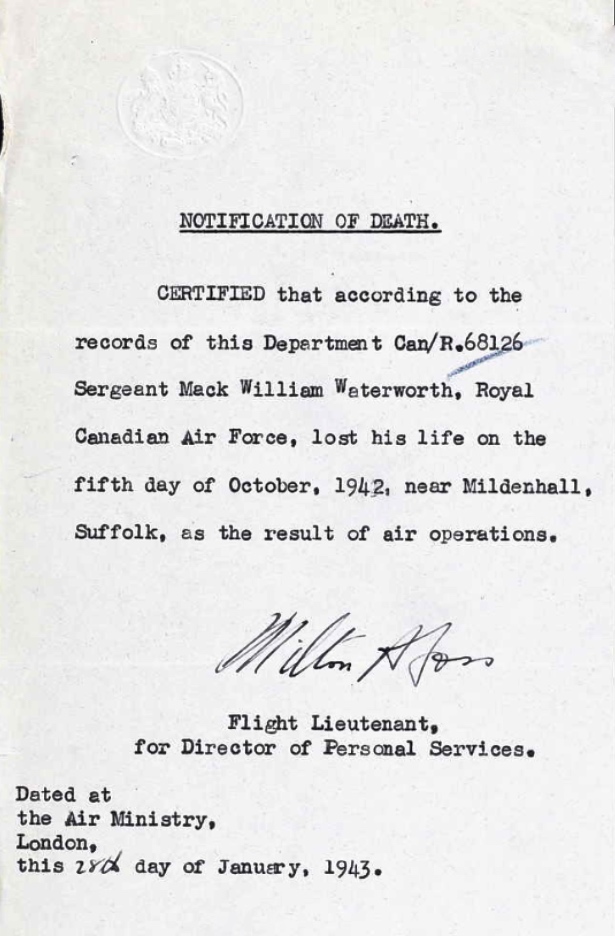 NOTIFICATION OF DEATH.
CERTIFIED that according to the
records of this Department Can/R.68126
Sergeant Mack William Waterworth, Royal
Canadian Air Force, lost his life on the
fifth day of October, 1942, near Mildenhall,
Suffolk, as the result of air operations.
Milton A
Flight Lieutenant,
for Director of Personal Services.
Dated at
the Air Ministry,
London,
this 28th day of January, 1943.